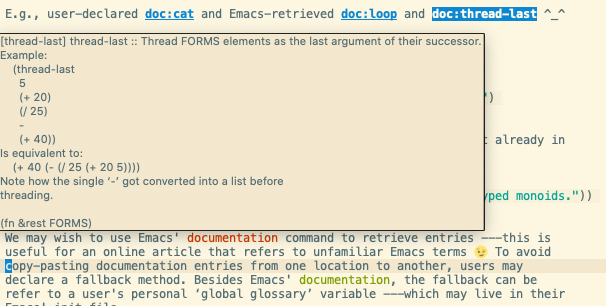 E.g., user-declared doc:cat and Emacs-retrieved doc:loop and doc:thread-last ^_^
[thread-last] thread-last :: Thread FORMS elements as the last argument of their successor.
Example:
(thread-last
5
(+ 20)
(/ 25)
-
(+ 40))
Is equivalent to:
(+ 40 (- (/ 25 (+ 20 5))))
Note how the single ‘-’ got converted into a list before
threading.
(fn &rest FORMS)
")
t already in
yped monoids."))
We may wish to use Emacs' documentation command to retrieve entries ---this is
useful for an online article that refers to unfamiliar Emacs terms 😉 To avoid
copy-pasting documentation entries from one location to another, users may
declare a fallback method. Besides Emacs' documentation, the fallback can be
refer to a user's personal ‘global glossary’ variable ---which may live in their